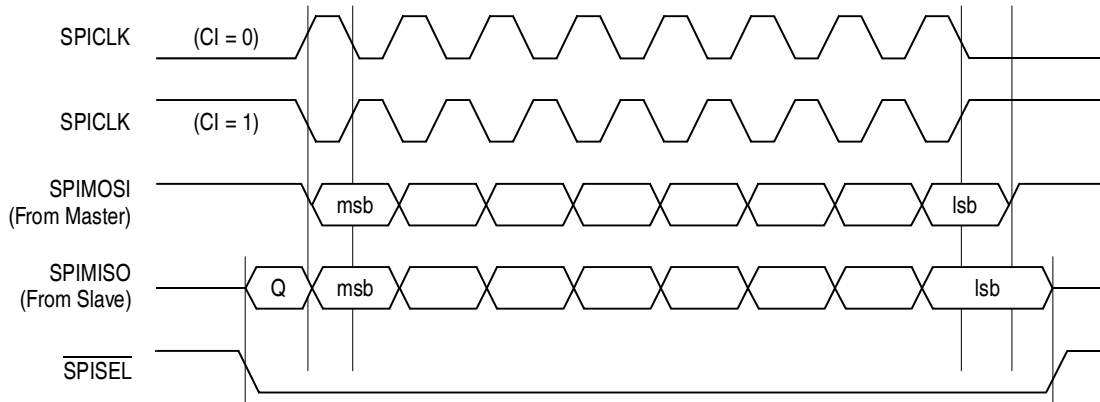 SPICLK (CI = 0)
SPICLK (CI = 1)
SPIMOSI
(From Master)
msb lsb
SPIMISO
(From Slave)
Q msb lsb
SPISEL